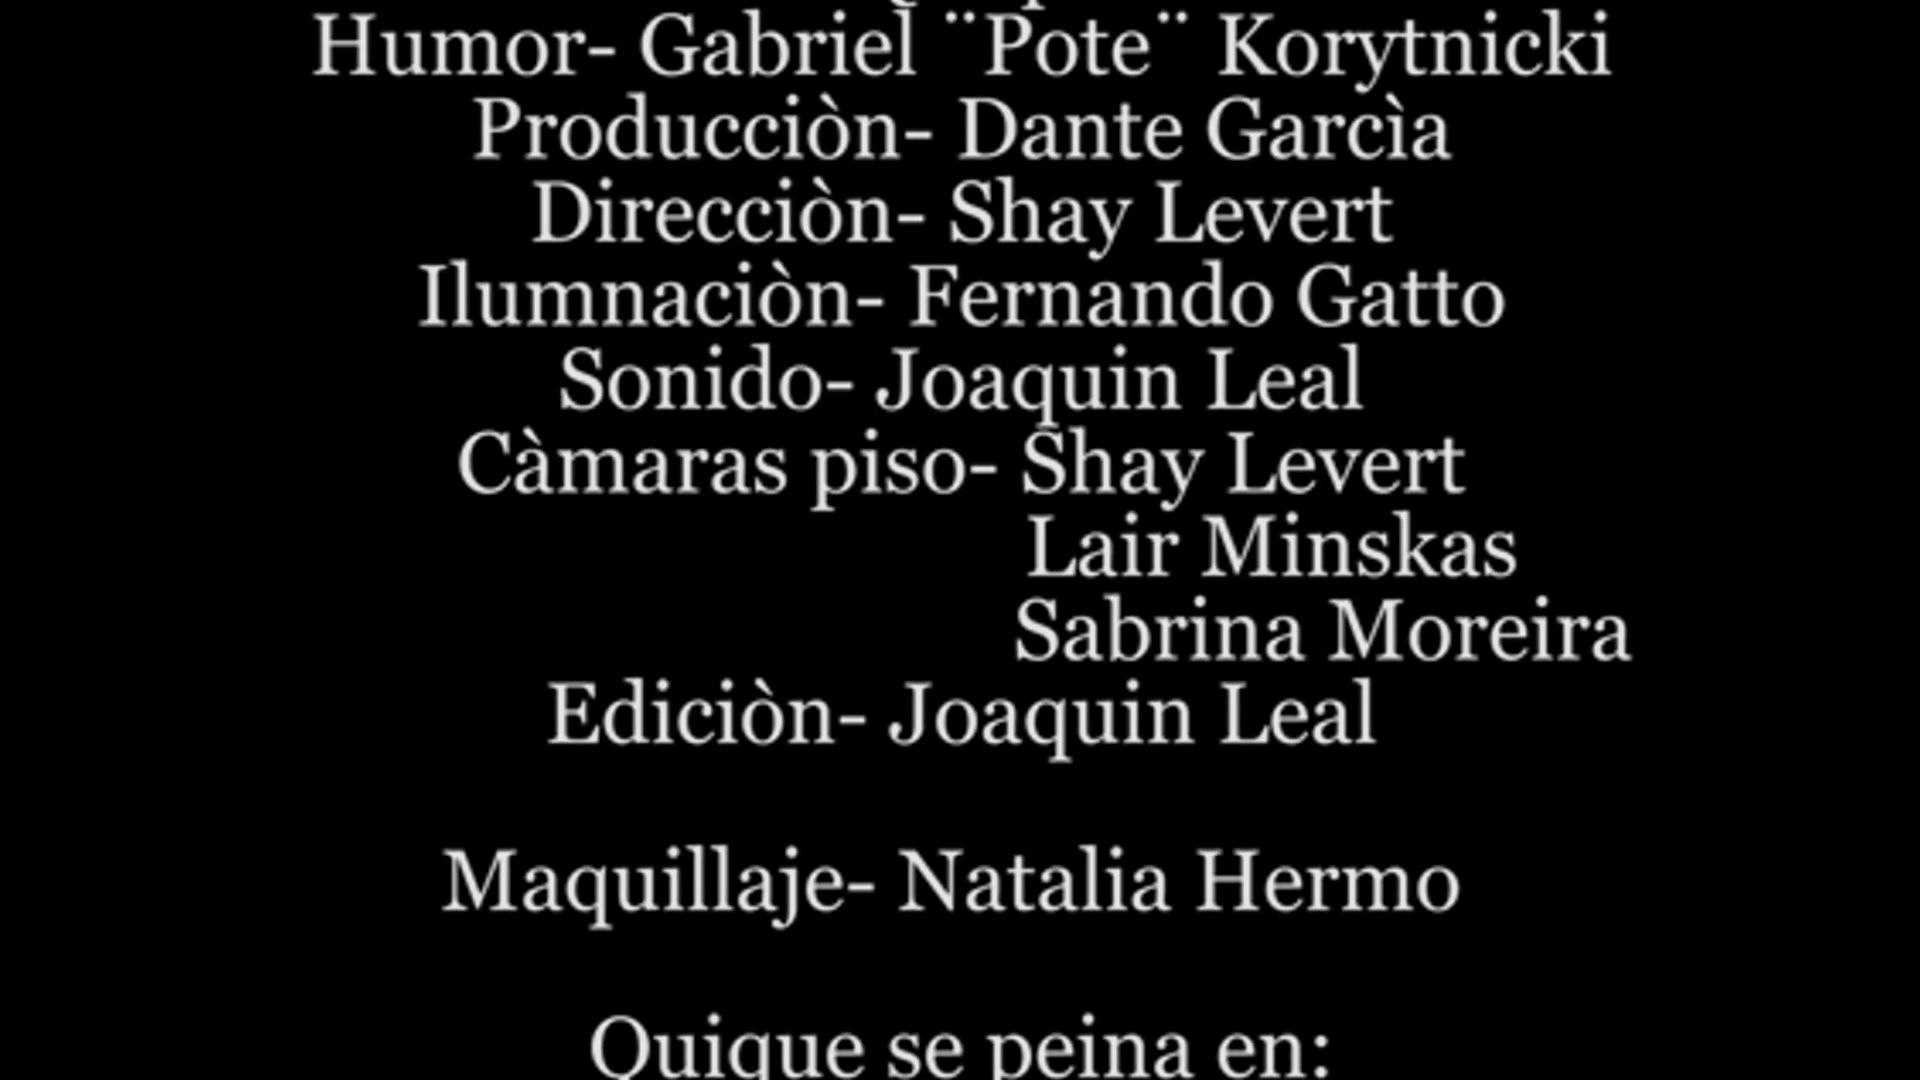 Humor- Gabriel ¨Pote¨ Korytnicki
Producciòn- Dante Garcìa
Direcciòn- Shay Levert
Ilumnaciòn- Fernando Gatto
Sonido- Joaquin Leal
Càmaras piso- Shay Levert
Lair Minskas
Sabrina Moreira
Ediciòn- Joaquin Leal
Maquillaje- Natalia Hermo
Quique se peina en: